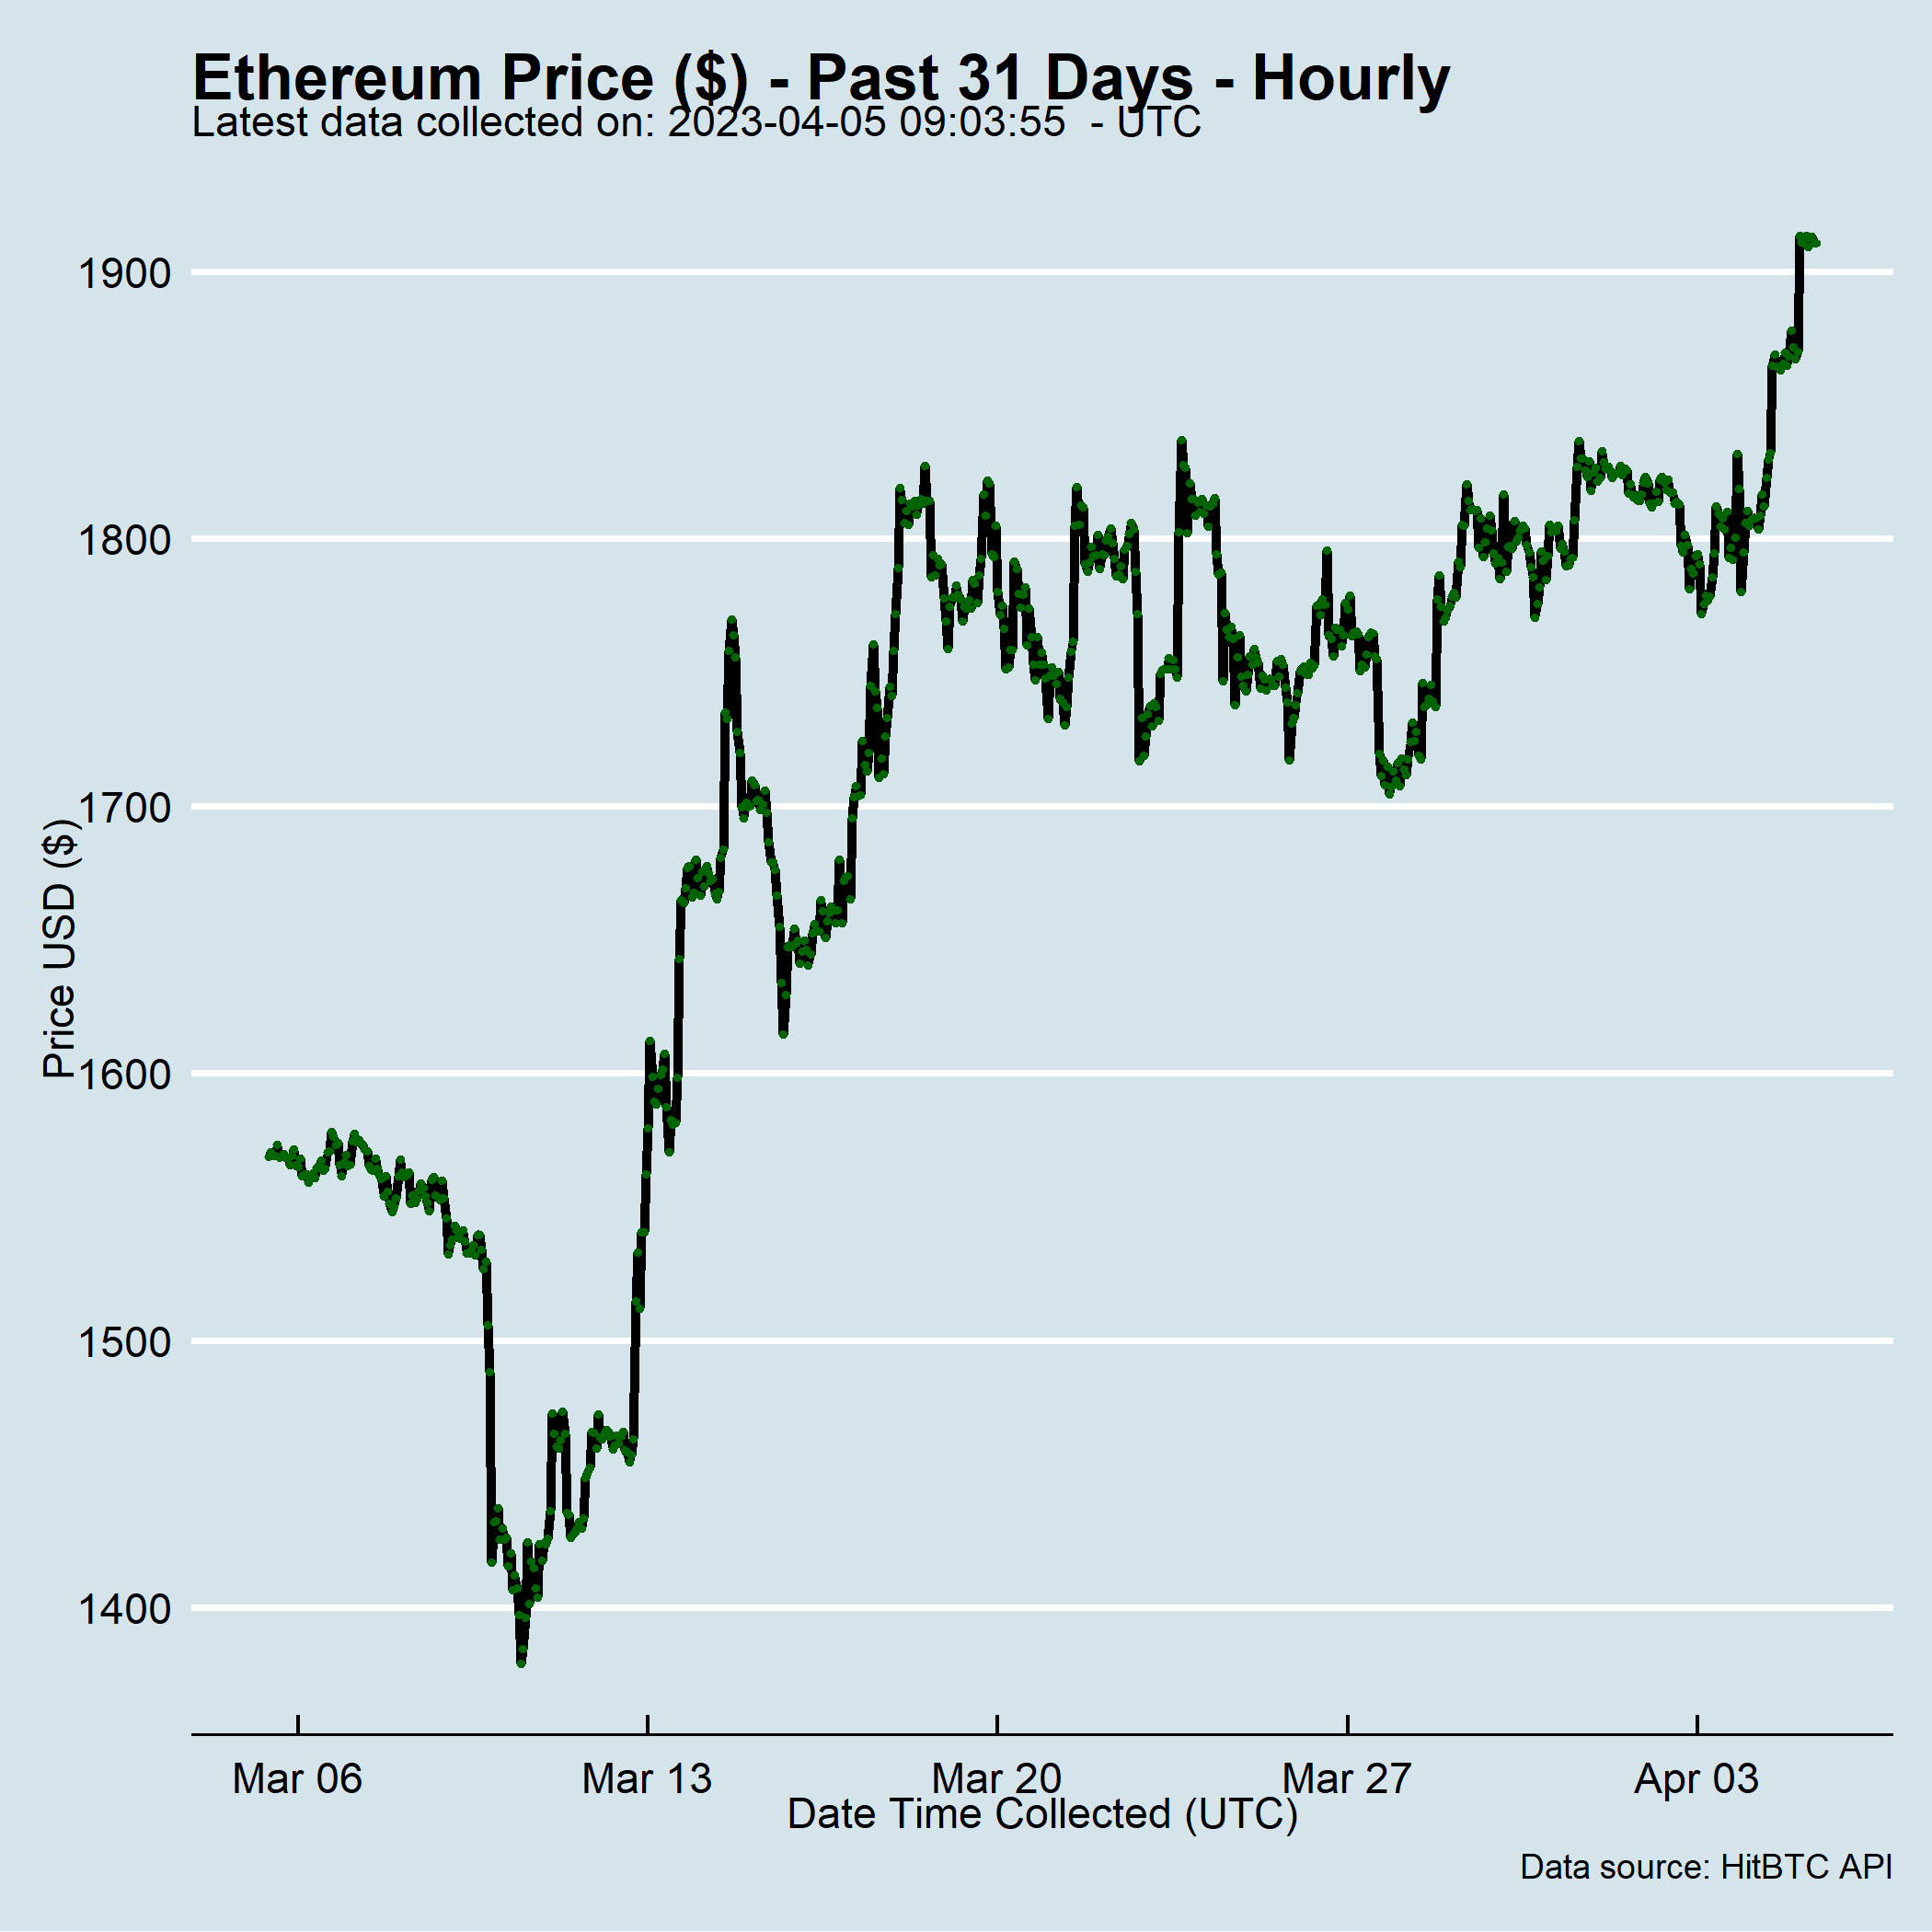 Ethereum Price ($) - Past 31 Days - Hourly
Latest data collected on: 2023-04-05 09:03:55  - UTC
1900
1800
1700
1600
1500
1400
Price USD ($)
Mar 06
Mar 13
Mar 20
Mar 27
Apr 03
Date Time Collected (UTC)
Data source: HitBTC API